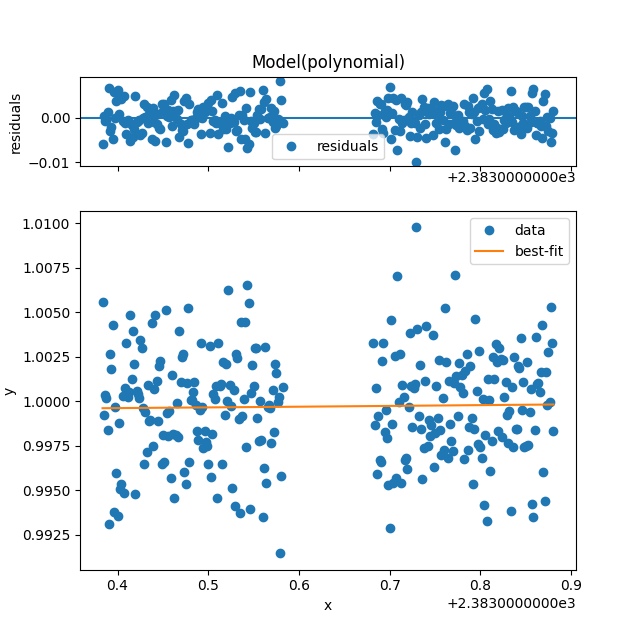 Model(polynomial)
residuals
0.00
−0.01
residuals
+2.3830000000e3
y
1.0100
1.0075
1.0050
1.0025
1.0000
0.9975
0.9950
0.9925
data
best-fit
0.4 0.5 0.6 0.7 0.8 0.9
x
+2.3830000000e3